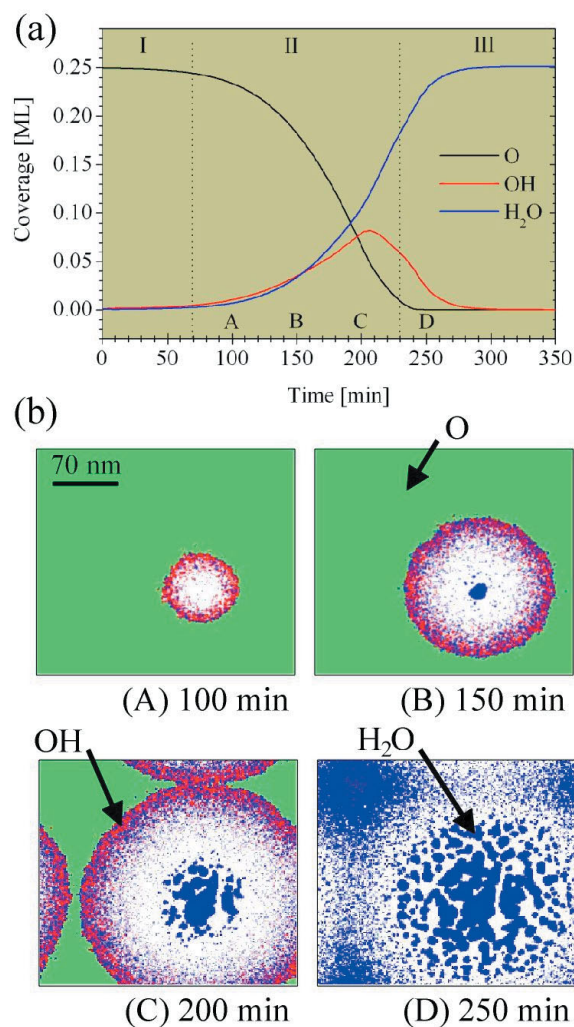 (a)
I II III
0.25
0.20
0.15
0.10
0.05
0.00
Coverage [ML]
O
OH
H₂O
A B C D
0 50 100 150 200 250 300 350
Time [min]
(b)
O
70 nm
(A) 100 min
(B) 150 min
OH
H₂O
(C) 200 min
(D) 250 min